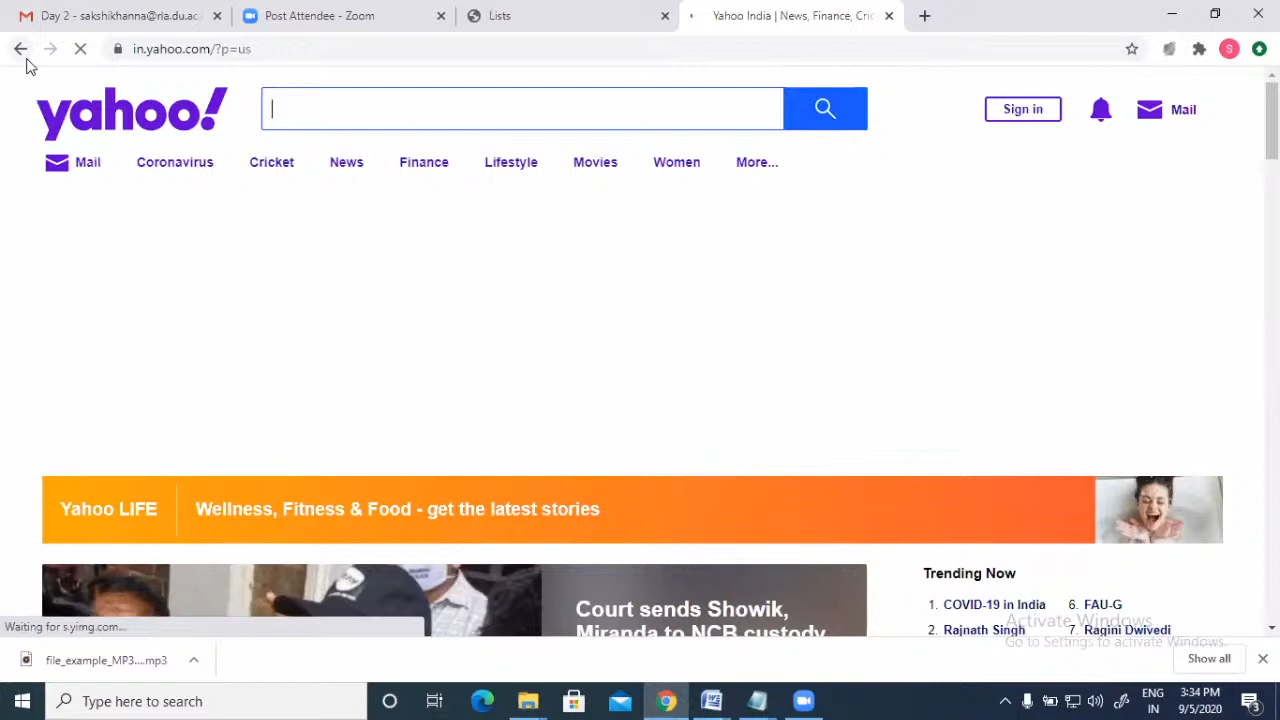 Day 2 - sakshikhanna@ria.du.ac
Post Attendee - Zoom
Lists
Yahoo India | News, Finance, Cric
in.yahoo.com/?p=us
S
yahoo!
Sign in
Mail
Mail Coronavirus Cricket News Finance Lifestyle Movies Women More...
Yahoo LIFE
Wellness, Fitness & Food - get the latest stories
Court sends Showik,
Miranda to NCB custody
Trending Now
1. COVID-19 in India 6. FAU-G
2. Rajnath Singh 7. Ragini Dwivedi
Activate Windows
Go to Settings to activate Windows.
Waiting for s.yimg.com...
file_example_MP3....mp3
Show all
Type here to search
ENG
IN
3:34 PM
9/5/2020
3